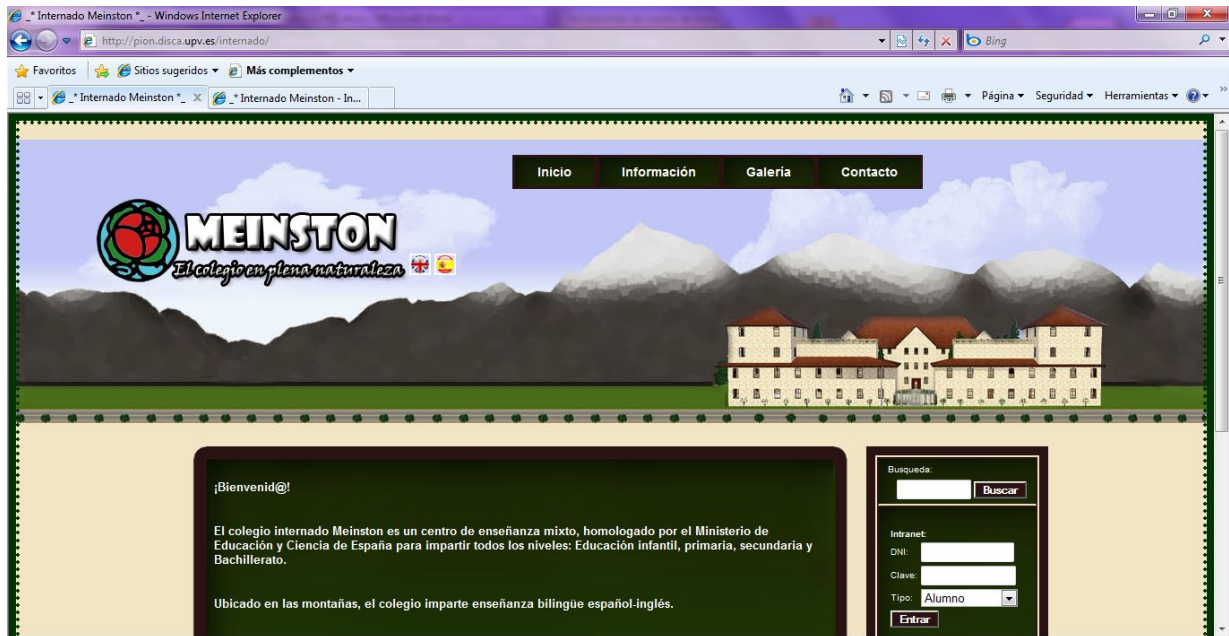 _* Internado Meinston *_ - Windows Internet Explorer
http://pion.disca.upv.es/internado/
Bing
Favoritos Sitios sugeridos Más complementos
_* Internado Meinston *_ X _* Internado Meinston - In...
Página Seguridad Herramientas
Inicio Información Galería Contacto
MEINSTON
El colegio en plena naturaleza
¡Bienvenid@!
El colegio internado Meinston es un centro de enseñanza mixto, homologado por el Ministerio de
Educación y Ciencia de España para impartir todos los niveles: Educación infantil, primaria, secundaria y
Bachillerato.
Ubicado en las montañas, el colegio imparte enseñanza bilingüe español-inglés.
Busqueda:
Buscar
Intranet:
DNI:
Clave:
Tipo: Alumno
Entrar